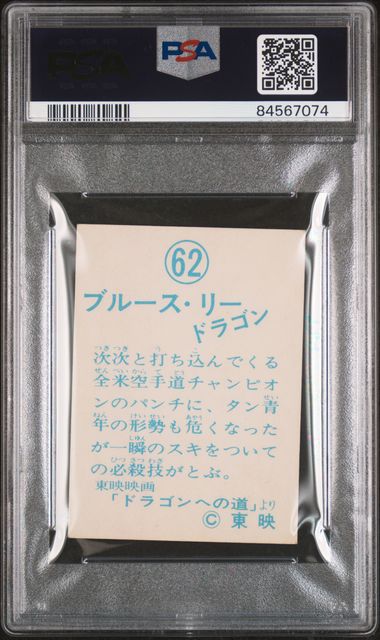 PSA
PSA
84567074
62
ブルース・リー
ドラゴン
次次と打ち込んでくる
全米空手道チャンピオ
ンのパンチに、タン青
年の形勢も危くなった
が一瞬のスキをついて
の必殺技がとぶ。
東映映画
「ドラゴンへの道」より
© 東映